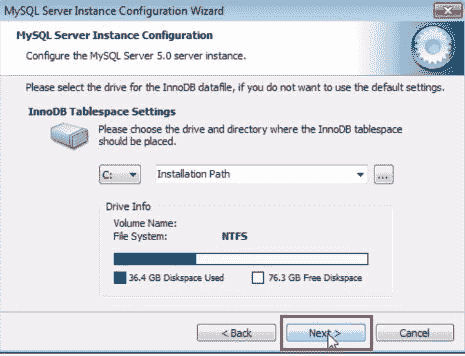 MySQL Server Instance Configuration Wizard
MySQL Server Instance Configuration
Configure the MySQL Server 5.0 server instance.
Please select the drive for the InnoDB datafile, if you do not want to use the default settings.
InnoDB Tablespace Settings
Please choose the drive and directory where the InnoDB tablespace
should be placed.
C: Installation Path ...
Drive Info
Volume Name:
File System: NTFS
36.4 GB Diskspace Used 76.3 GB Free Diskspace
< Back Next > Cancel